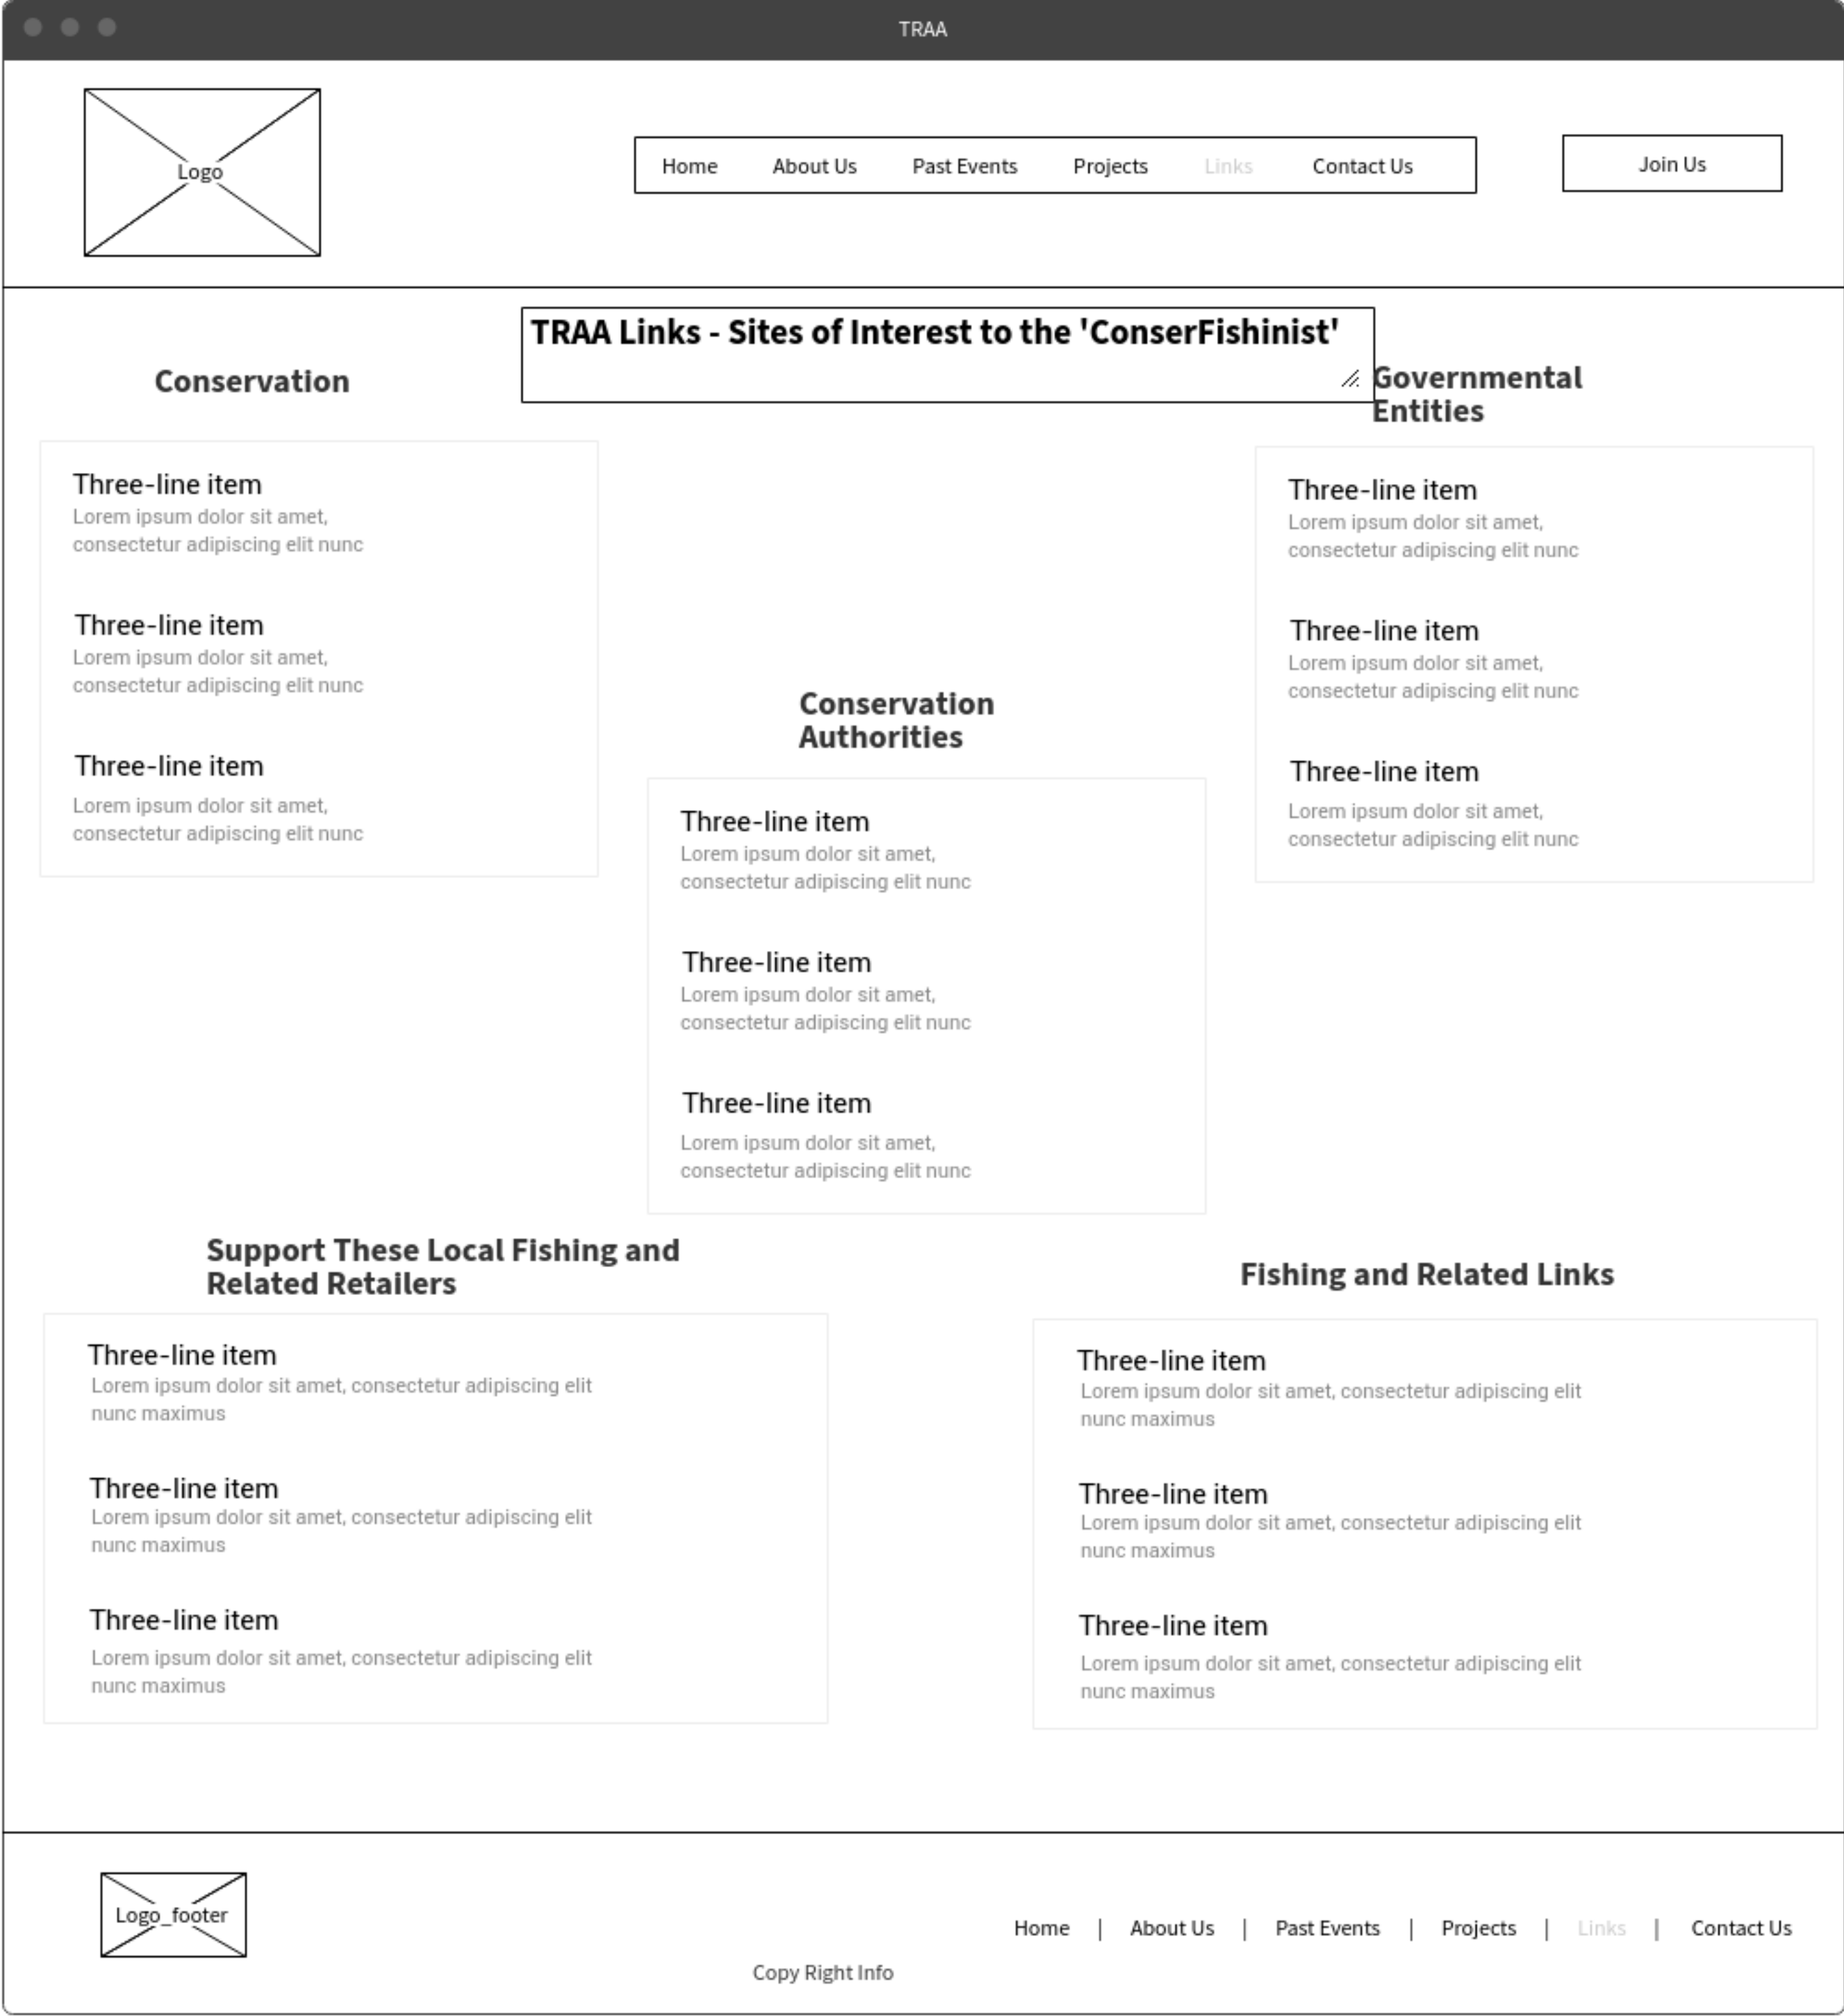 TRAA
Logo
Home About Us Past Events Projects Links Contact Us
Join Us
TRAA Links - Sites of Interest to the 'ConserFishinist'
Conservation
Three-line item
Lorem ipsum dolor sit amet,
consectetur adipiscing elit nunc
Three-line item
Lorem ipsum dolor sit amet,
consectetur adipiscing elit nunc
Three-line item
Lorem ipsum dolor sit amet,
consectetur adipiscing elit nunc
Governmental
Entities
Three-line item
Lorem ipsum dolor sit amet,
consectetur adipiscing elit nunc
Three-line item
Lorem ipsum dolor sit amet,
consectetur adipiscing elit nunc
Three-line item
Lorem ipsum dolor sit amet,
consectetur adipiscing elit nunc
Conservation
Authorities
Three-line item
Lorem ipsum dolor sit amet,
consectetur adipiscing elit nunc
Three-line item
Lorem ipsum dolor sit amet,
consectetur adipiscing elit nunc
Three-line item
Lorem ipsum dolor sit amet,
consectetur adipiscing elit nunc
Support These Local Fishing and
Related Retailers
Three-line item
Lorem ipsum dolor sit amet, consectetur adipiscing elit
nunc maximus
Three-line item
Lorem ipsum dolor sit amet, consectetur adipiscing elit
nunc maximus
Three-line item
Lorem ipsum dolor sit amet, consectetur adipiscing elit
nunc maximus
Fishing and Related Links
Three-line item
Lorem ipsum dolor sit amet, consectetur adipiscing elit
nunc maximus
Three-line item
Lorem ipsum dolor sit amet, consectetur adipiscing elit
nunc maximus
Three-line item
Lorem ipsum dolor sit amet, consectetur adipiscing elit
nunc maximus
Logo_footer
Home | About Us | Past Events | Projects | Links | Contact Us
Copy Right Info